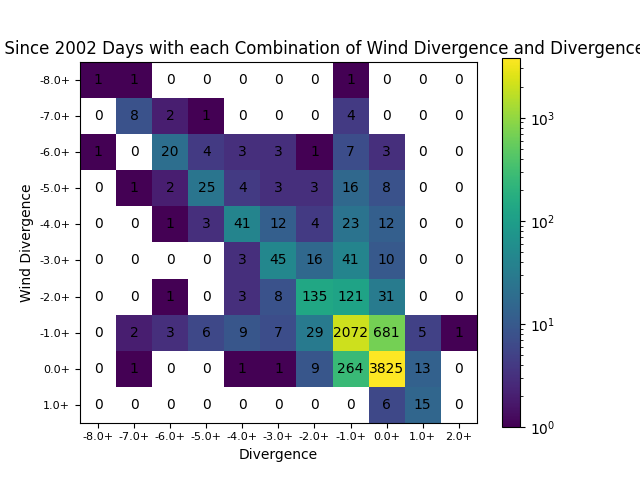 Since 2002 Days with each Combination of Wind Divergence and Divergence
-8.0+ 1 1 0 0 0 0 0 1 0 0 0
-7.0+ 0 8 2 1 0 0 0 4 0 0 0
-6.0+ 1 0 20 4 3 3 1 7 3 0 0
-5.0+ 0 1 2 25 4 3 3 16 8 0 0
-4.0+ 0 0 1 3 41 12 4 23 12 0 0
-3.0+ 0 0 0 0 3 45 16 41 10 0 0
-2.0+ 0 0 1 0 3 8 135 121 31 0 0
-1.0+ 0 2 3 6 9 7 29 2072 681 5 1
0.0+ 0 1 0 0 1 1 9 264 3825 13 0
1.0+ 0 0 0 0 0 0 0 0 6 15 0
-8.0+ -7.0+ -6.0+ -5.0+ -4.0+ -3.0+ -2.0+ -1.0+ 0.0+ 1.0+ 2.0+
Divergence
Wind Divergence
10³
10²
10¹
10⁰